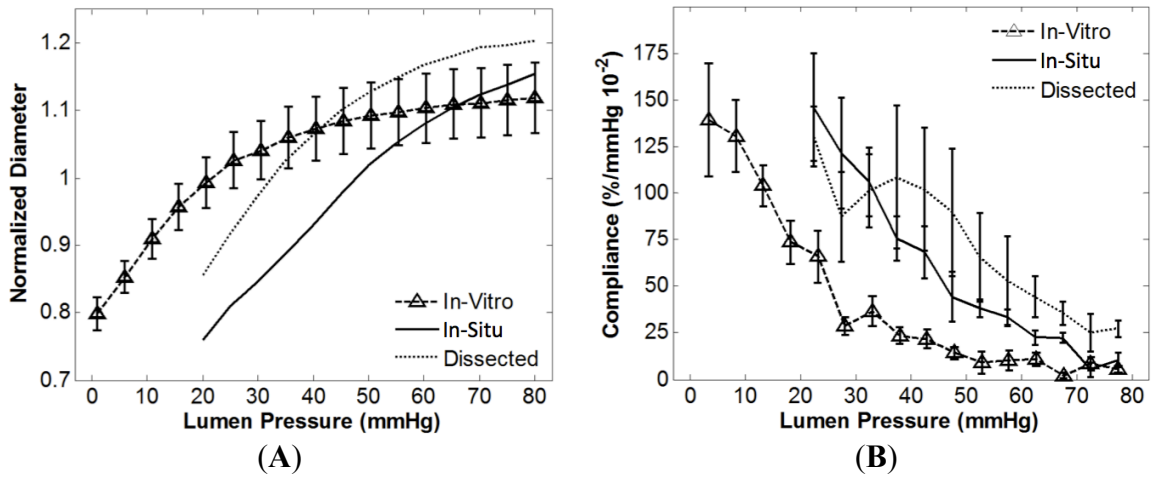 1.2
1.1
1
0.9
0.8
0.7
Normalized Diameter
In-Vitro
In-Situ
Dissected
0 10 20 30 40 50 60 70 80
Lumen Pressure (mmHg)
(A)
175
150
125
100
75
50
25
0
Compliance (%/mmHg 10⁻²)
In-Vitro
In-Situ
Dissected
0 10 20 30 40 50 60 70 80
Lumen Pressure (mmHg)
(B)